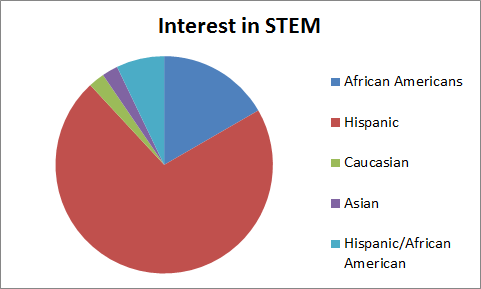 Interest in STEM
African Americans
Hispanic
Caucasian
Asian
Hispanic/African
American